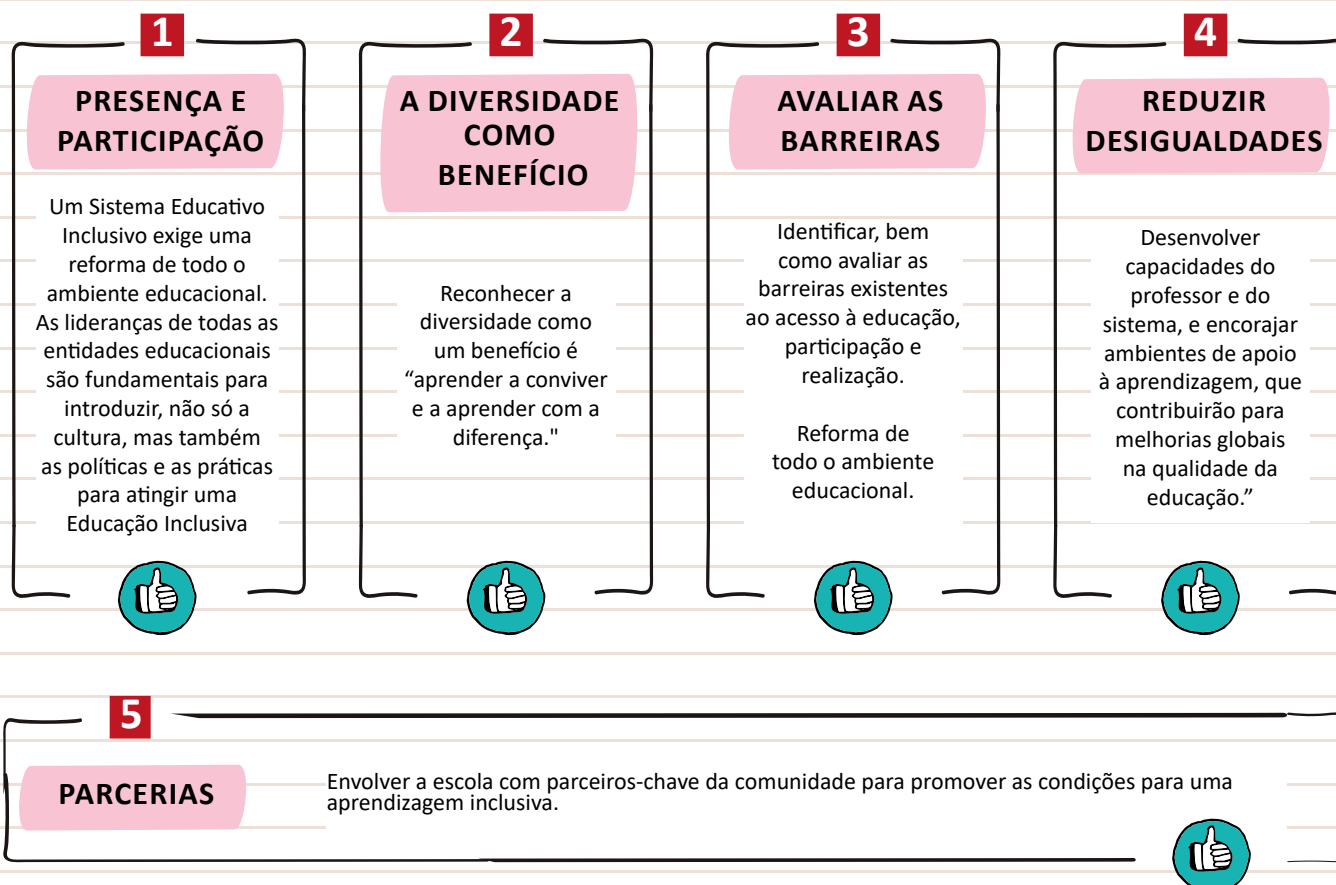 1
PRESENÇA E
PARTICIPAÇÃO
Um Sistema Educativo
Inclusivo exige uma
reforma de todo o
ambiente educacional.
As lideranças de todas as
entidades educacionais
são fundamentais para
introduzir, não só a
cultura, mas também
as políticas e as práticas
para atingir uma
Educação Inclusiva
2
A DIVERSIDADE
COMO
BENEFÍCIO
Reconhecer a
diversidade como
um benefício é
“aprender a conviver
e a aprender com a
diferença."
3
AVALIAR AS
BARREIRAS
Identificar, bem
como avaliar as
barreiras existentes
ao acesso à educação,
participação e
realização.
Reforma de
todo o ambiente
educacional.
4
REDUZIR
DESIGUALDADES
Desenvolver
capacidades do
professor e do
sistema, e encorajar
ambientes de apoio
à aprendizagem, que
contribuirão para
melhorias globais
na qualidade da
educação.”
5
PARCERIAS
Envolver a escola com parceiros-chave da comunidade para promover as condições para uma
aprendizagem inclusiva.